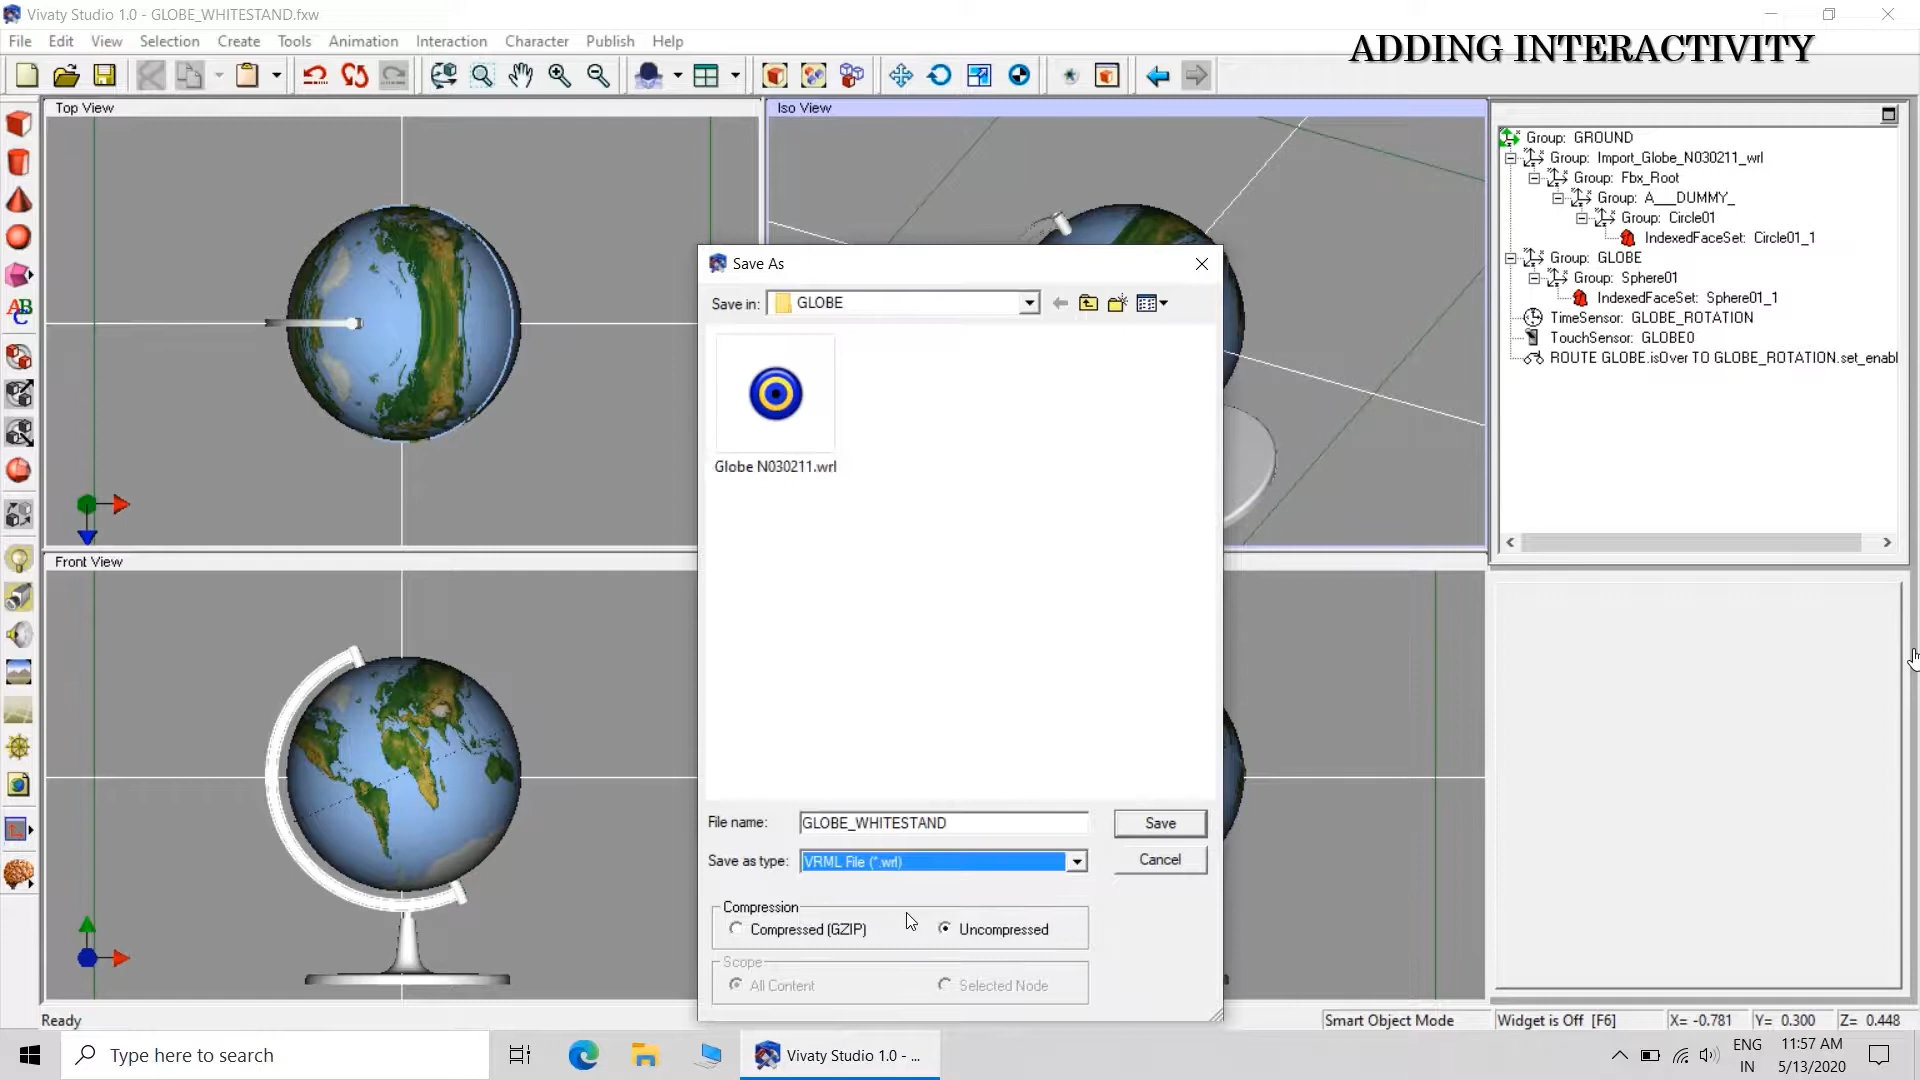 Vivaty Studio 1.0 - GLOBE_WHITESTAND.fxw
File Edit View Selection Create Tools Animation Interaction Character Publish Help
ADDING INTERACTIVITY
Top View
Iso View
Group: GROUND
Group: Import_Globe_N030211_wrl
Group: Fbx_Root
Group: A___DUMMY_
Group: Circle01
IndexedFaceSet: Circle01_1
Group: GLOBE
Group: Sphere01
IndexedFaceSet: Sphere01_1
TimeSensor: GLOBE_ROTATION
TouchSensor: GLOBE0
ROUTE GLOBE.isOver TO GLOBE_ROTATION.set_enabl
Save As
Save in: GLOBE
Globe N030211.wrl
File name: GLOBE_WHITESTAND Save
Save as type: VRML File (*.wrl) Cancel
Compression
Compressed (GZIP) Uncompressed
Scope
All Content Selected Node
Front View
ABC
Ready
Smart Object Mode Widget is Off [F6] X= -0.781 Y= 0.300 Z= 0.448
Type here to search
Vivaty Studio 1.0 - ...
ENG
IN
11:57 AM
5/13/2020